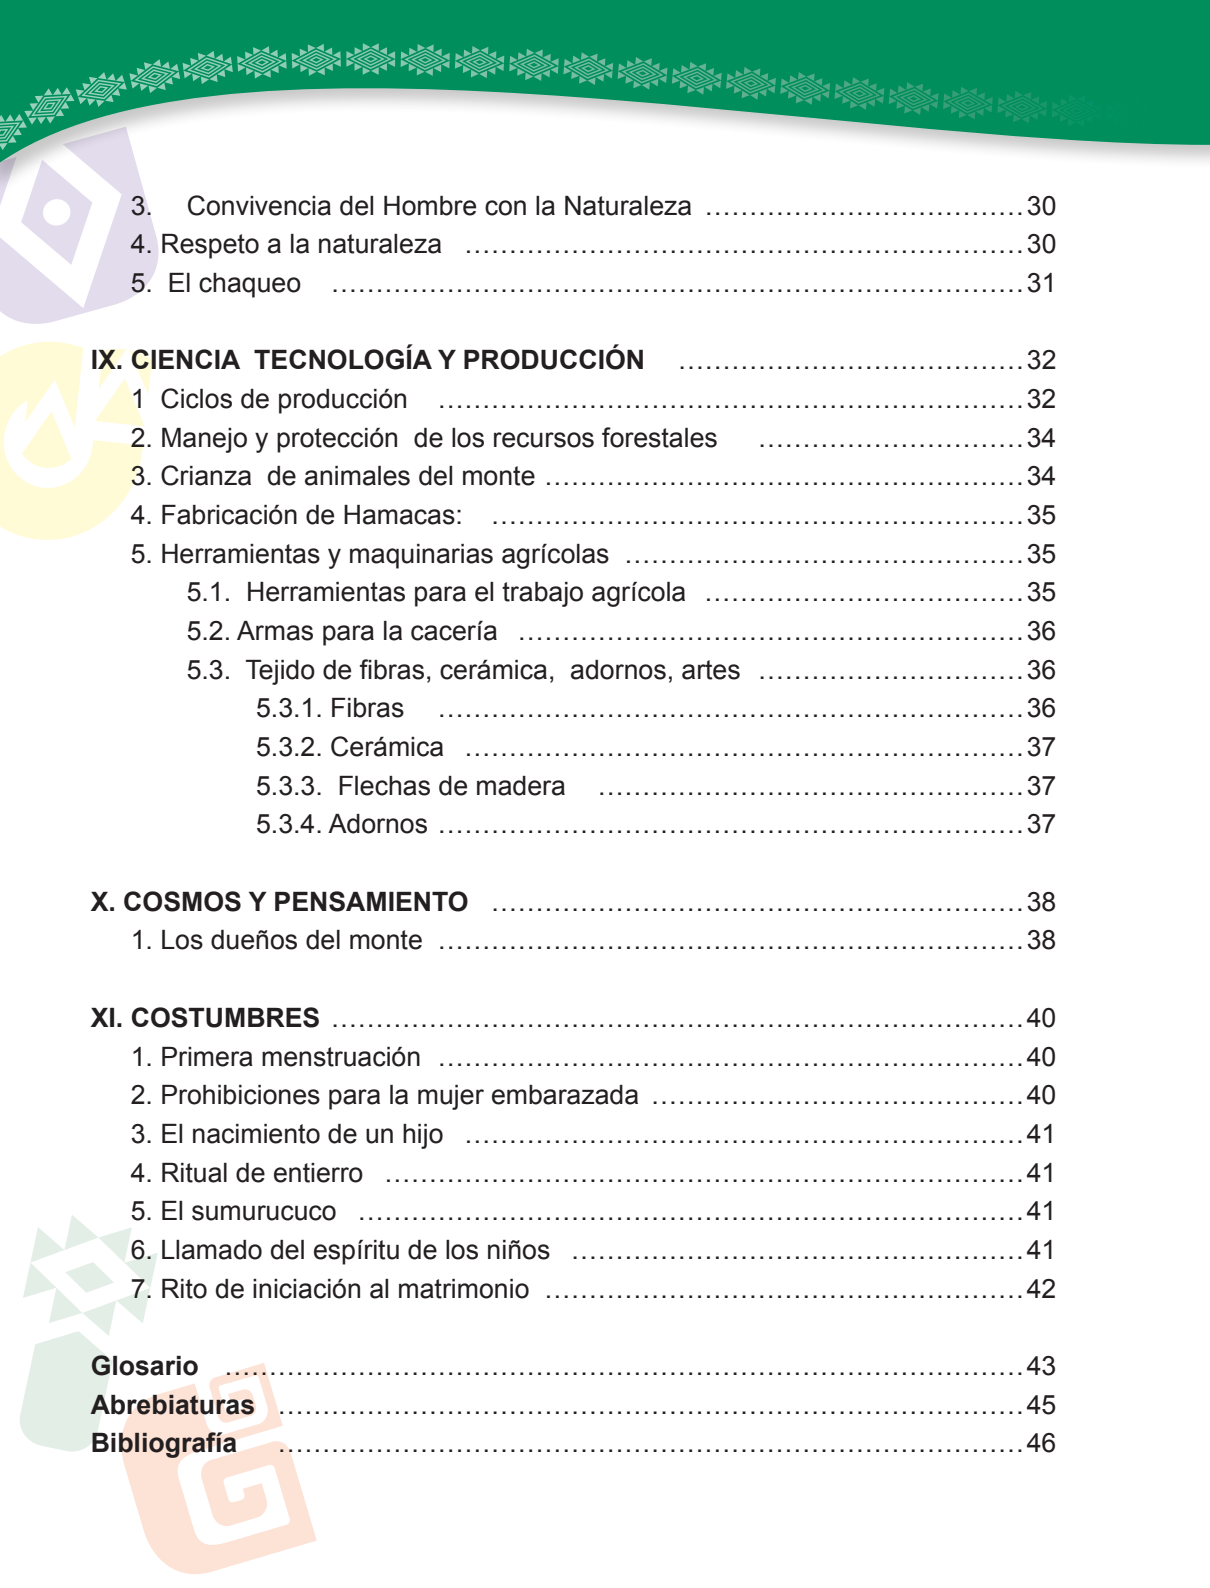 3. Convivencia del Hombre con la Naturaleza ....................................30
4. Respeto a la naturaleza ...............................................................30
5. El chaqueo ..............................................................................31
IX. CIENCIA TECNOLOGÍA Y PRODUCCIÓN .......................................32
1 Ciclos de producción ..................................................................32
2. Manejo y protección de los recursos forestales ..............................34
3. Crianza de animales del monte ......................................................34
4. Fabricación de Hamacas: ............................................................35
5. Herramientas y maquinarias agrícolas .............................................35
5.1. Herramientas para el trabajo agrícola ....................................35
5.2. Armas para la cacería .........................................................36
5.3. Tejido de fibras, cerámica, adornos, artes ..............................36
5.3.1. Fibras ..................................................................36
5.3.2. Cerámica ...............................................................37
5.3.3. Flechas de madera ................................................37
5.3.4. Adornos ..................................................................37
X. COSMOS Y PENSAMIENTO ............................................................38
1. Los dueños del monte ..................................................................38
XI. COSTUMBRES ..............................................................................40
1. Primera menstruación ..................................................................40
2. Prohibiciones para la mujer embarazada ..........................................40
3. El nacimiento de un hijo ...............................................................41
4. Ritual de entierro ........................................................................41
5. El sumurucuco ...........................................................................41
6. Llamado del espíritu de los niños ...................................................41
7. Rito de iniciación al matrimonio ......................................................42
Glosario ..........................................................................................43
Abrebiaturas ....................................................................................45
Bibliografía ....................................................................................46